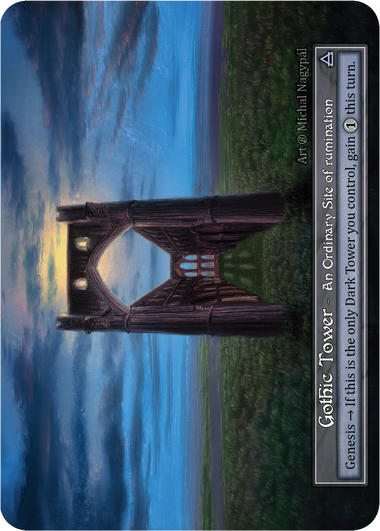 Art @ Michal Nagypál
Gothic Tower – An Ordinary Site of rumination
Genesis → If this is the only Dark Tower you control, gain 1 this turn.